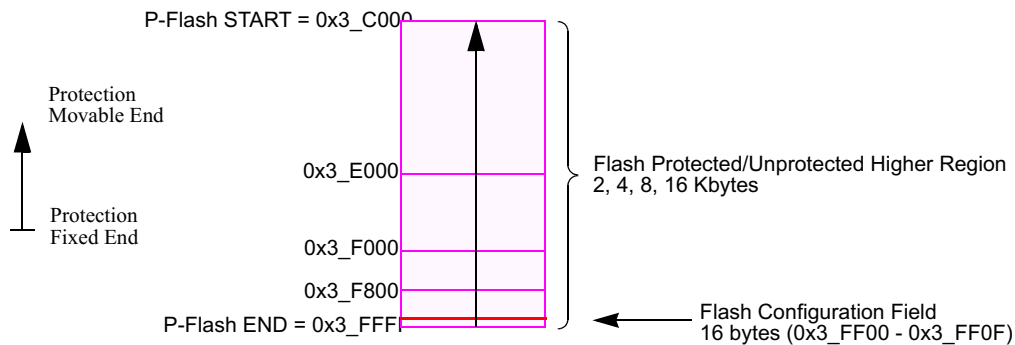 P-Flash START = 0x3_C000
Protection
Movable End
0x3_E000
Flash Protected/Unprotected Higher Region
2, 4, 8, 16 Kbytes
Protection
Fixed End
0x3_F000
0x3_F800
Flash Configuration Field
P-Flash END = 0x3_FFF
16 bytes (0x3_FF00 - 0x3_FF0F)